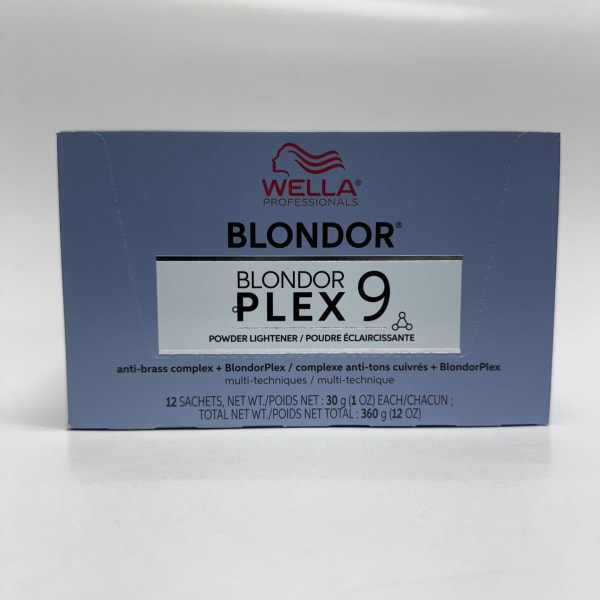 WELLA®
PROFESSIONALS
BLONDOR®
BLONDOR
PLEX 9
POWDER LIGHTENER / POUDRE ÉCLAIRCISSANTE
anti-brass complex + BlondorPlex / complexe anti-tons cuivrés + BlondorPlex
multi-techniques / multi-technique
12 SACHETS, NET WT./POIDS NET : 30 g (1 OZ) EACH/CHACUN ;
TOTAL NET WT./POIDS NET TOTAL : 360 g (12 OZ)